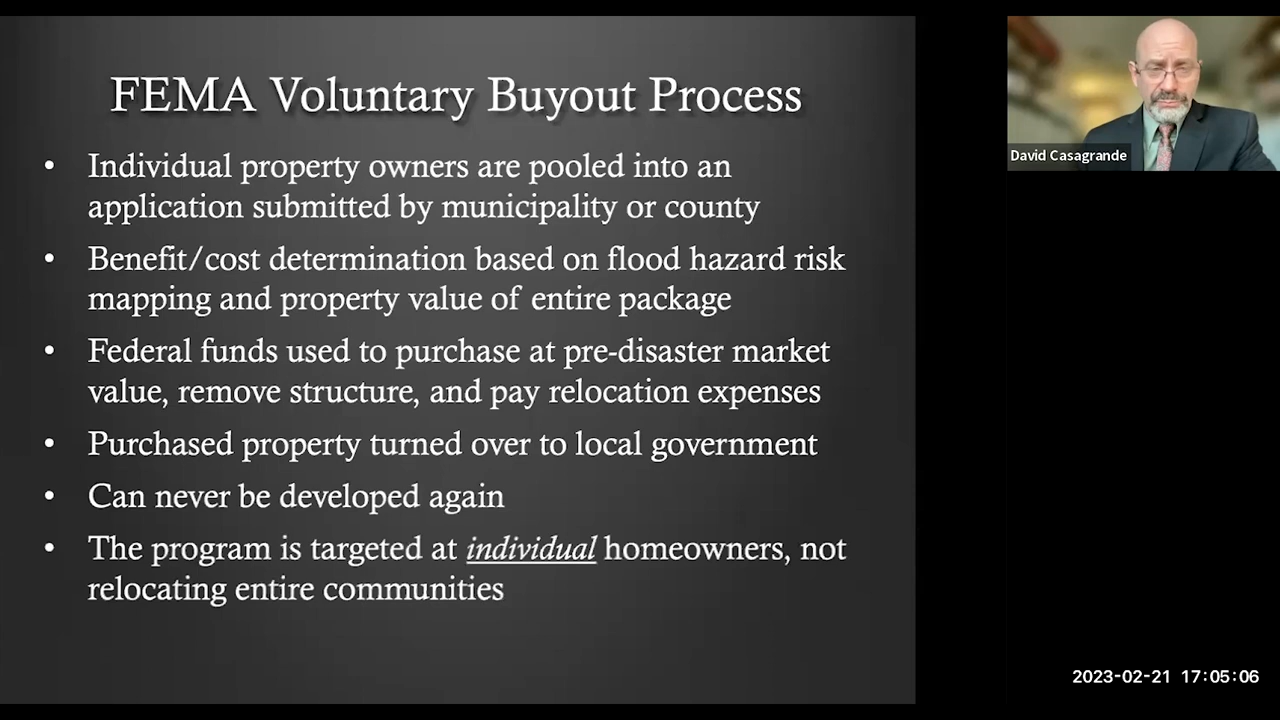 FEMA Voluntary Buyout Process
• Individual property owners are pooled into an
application submitted by municipality or county
• Benefit/cost determination based on flood hazard risk
mapping and property value of entire package
• Federal funds used to purchase at pre-disaster market
value, remove structure, and pay relocation expenses
• Purchased property turned over to local government
• Can never be developed again
• The program is targeted at individual homeowners, not
relocating entire communities
David Casagrande
2023-02-21 17:05:06